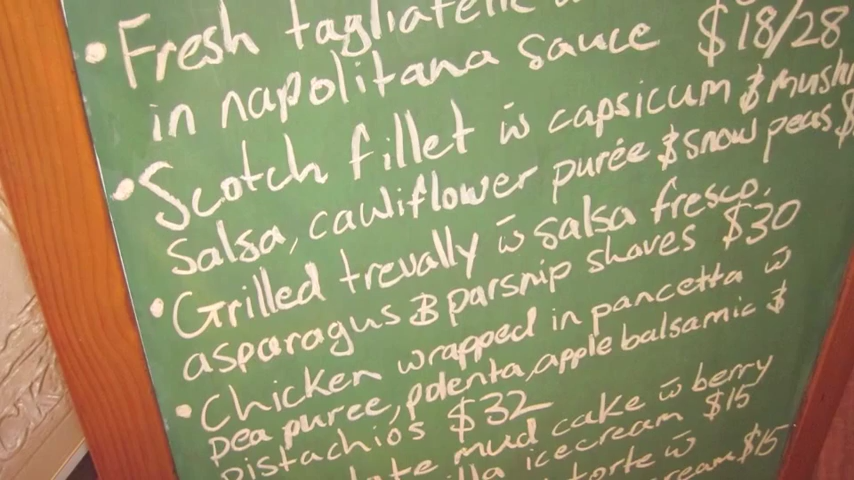 • Fresh tagliatelle
in napolitana sauce $18/28
• Scotch fillet w̄ capsicum &
salsa, cauliflower purée & snow peas $
• Grilled trevally w̄ salsa fresco,
asparagus & parsnip shaves $30
• Chicken wrapped in pancetta w̄
pea puree, polenta, apple balsamic &
pistachios $32
mud cake w̄ berry
icecream $15
torte w̄
$15